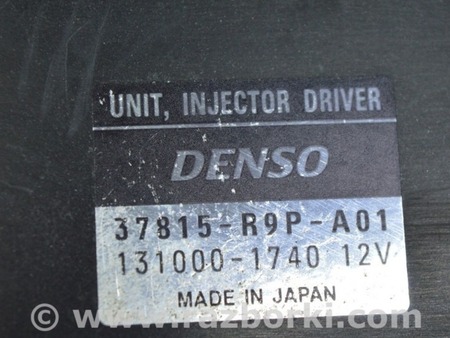 UNIT, INJECTOR DRIVER
DENSO
37815-R9P-A01
131000-1740 12V
MADE IN JAPAN
© www.razborki.com